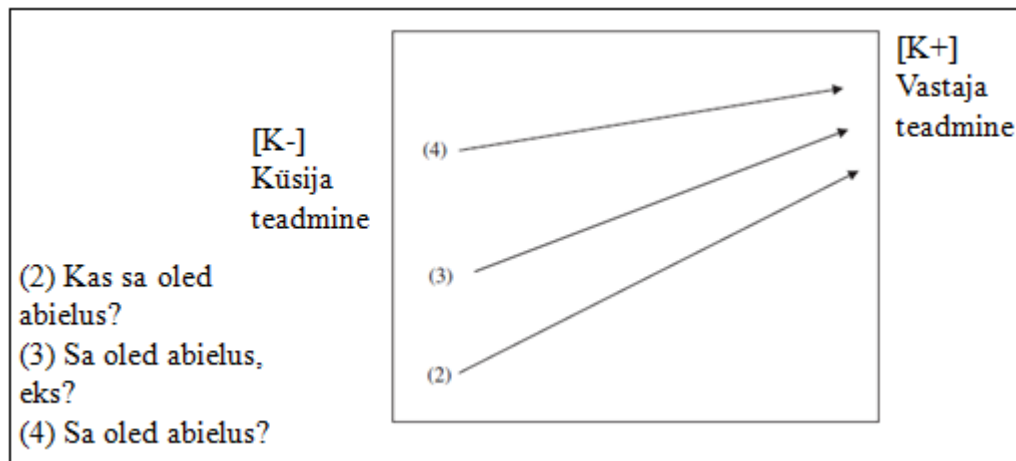 [K+]
Vastaja
teadmine
[K-]
Küsija
teadmine
(4)
(3)
(2)
(2) Kas sa oled
abielus?
(3) Sa oled abielus,
eks?
(4) Sa oled abielus?